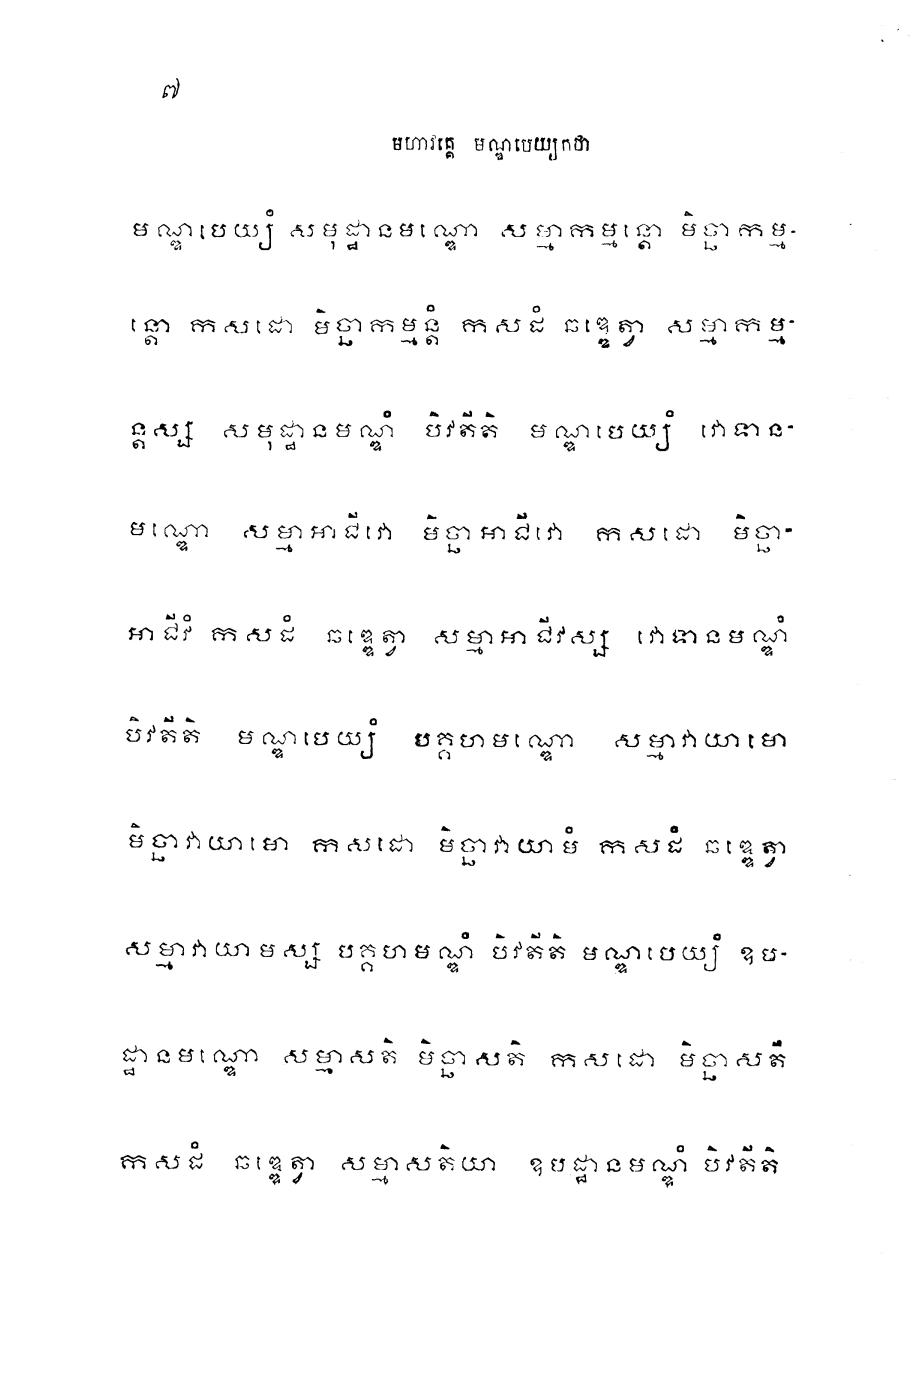 ៧
មហាវគ្គេ មណ្ឌបេយ្យកថា
មណ្ឌបេយ្យំ សមុដ្ឋានមណ្ឌោ សម្មាកម្មន្តោ មិច្ឆាកម្ម-
ន្តោ កសដោ មិច្ឆាកម្មន្តំ កសដំ ឆឌ្ឌេត្វា សម្មាកម្ម-
ន្តស្ស សមុដ្ឋានមណ្ឌំ បិវតីតិ មណ្ឌបេយ្យំ វោទាន-
មណ្ឌោ សម្មាអាជីវោ មិច្ឆាអាជីវោ កសដោ មិច្ឆា-
អាជីវំ កសដំ ឆឌ្ឌេត្វា សម្មាអាជីវស្ស វោទានមណ្ឌំ
បិវតីតិ មណ្ឌបេយ្យំ បគ្គហមណ្ឌោ សម្មាវាយាមោ
មិច្ឆាវាយាមោ កសដោ មិច្ឆាវាយាមំ កសដំ ឆឌ្ឌេត្វា
សម្មាវាយាមស្ស បគ្គហមណ្ឌំ បិវតីតិ មណ្ឌបេយ្យំ ឧប-
ដ្ឋានមណ្ឌោ សម្មាសតិ មិច្ឆាសតិ កសដោ មិច្ឆាសតឹ
កសដំ ឆឌ្ឌេត្វា សម្មាសតិយា ឧបដ្ឋានមណ្ឌំ បិវតីតិ